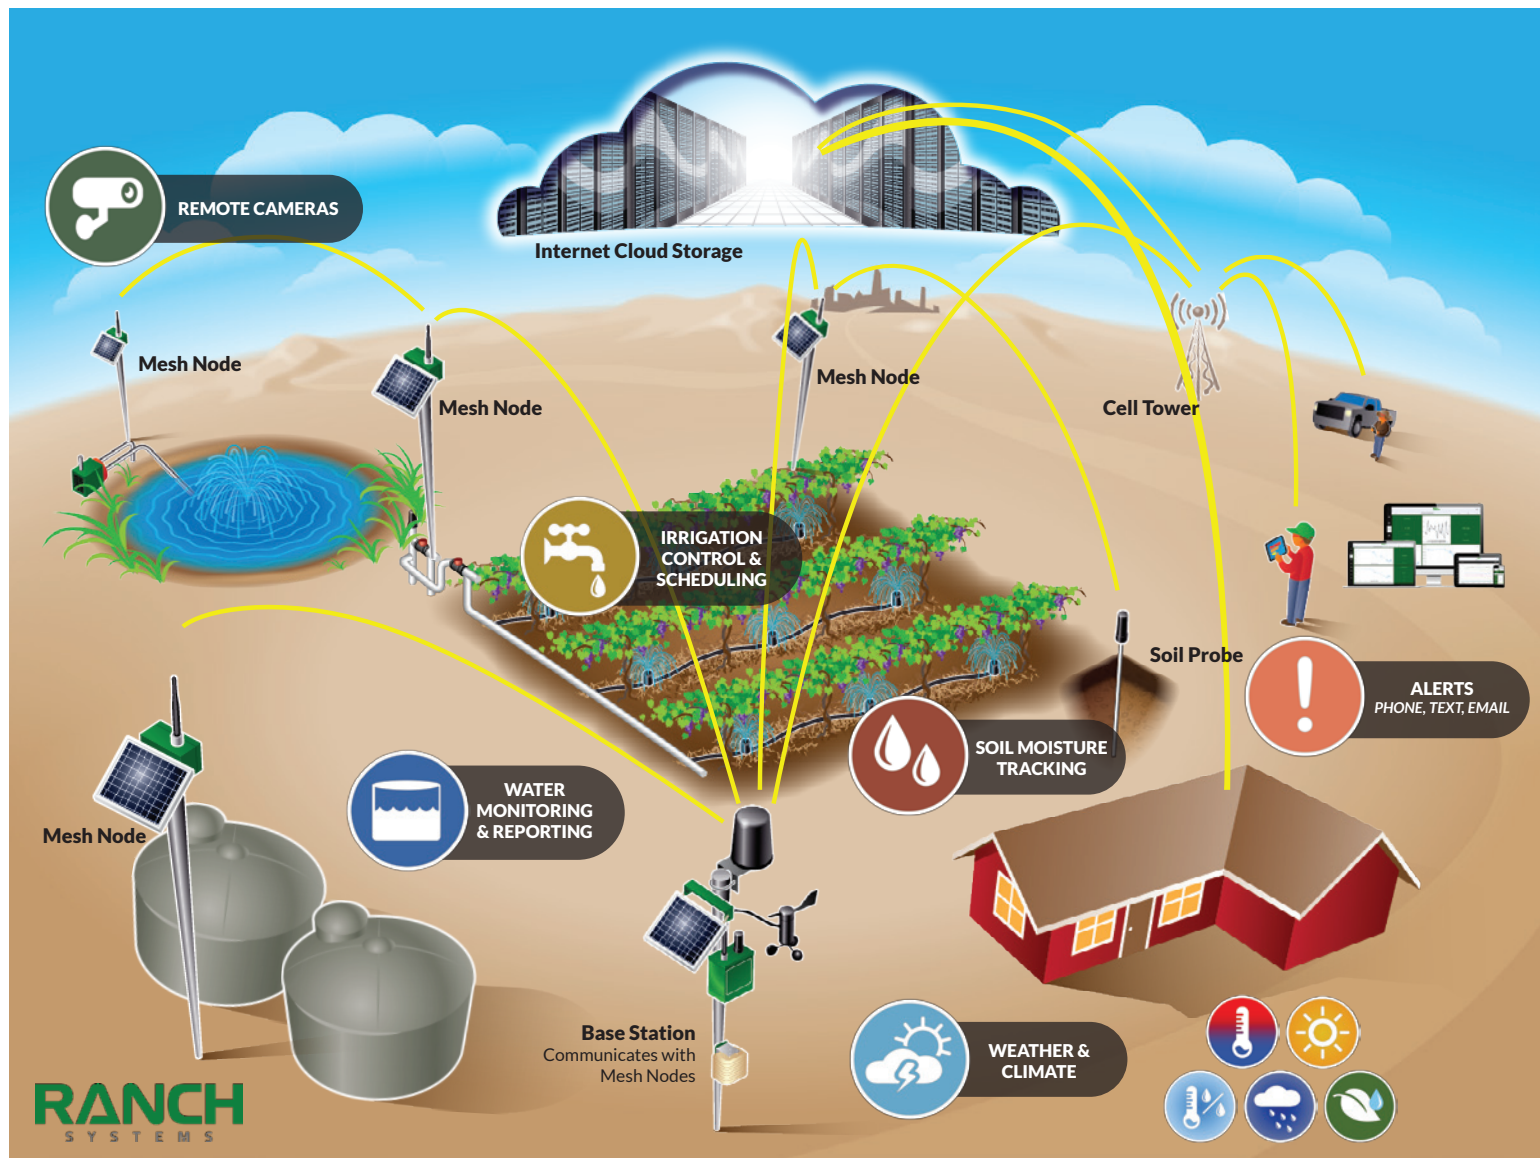 REMOTE CAMERAS
Internet Cloud Storage
Mesh Node
Mesh Node
Mesh Node
Cell Tower
IRRIGATION
CONTROL &
SCHEDULING
Soil Probe
ALERTS
PHONE, TEXT, EMAIL
SOIL MOISTURE
TRACKING
WATER
MONITORING
& REPORTING
Mesh Node
Base Station
Communicates with
Mesh Nodes
WEATHER &
CLIMATE
RANCH
SYSTEMS